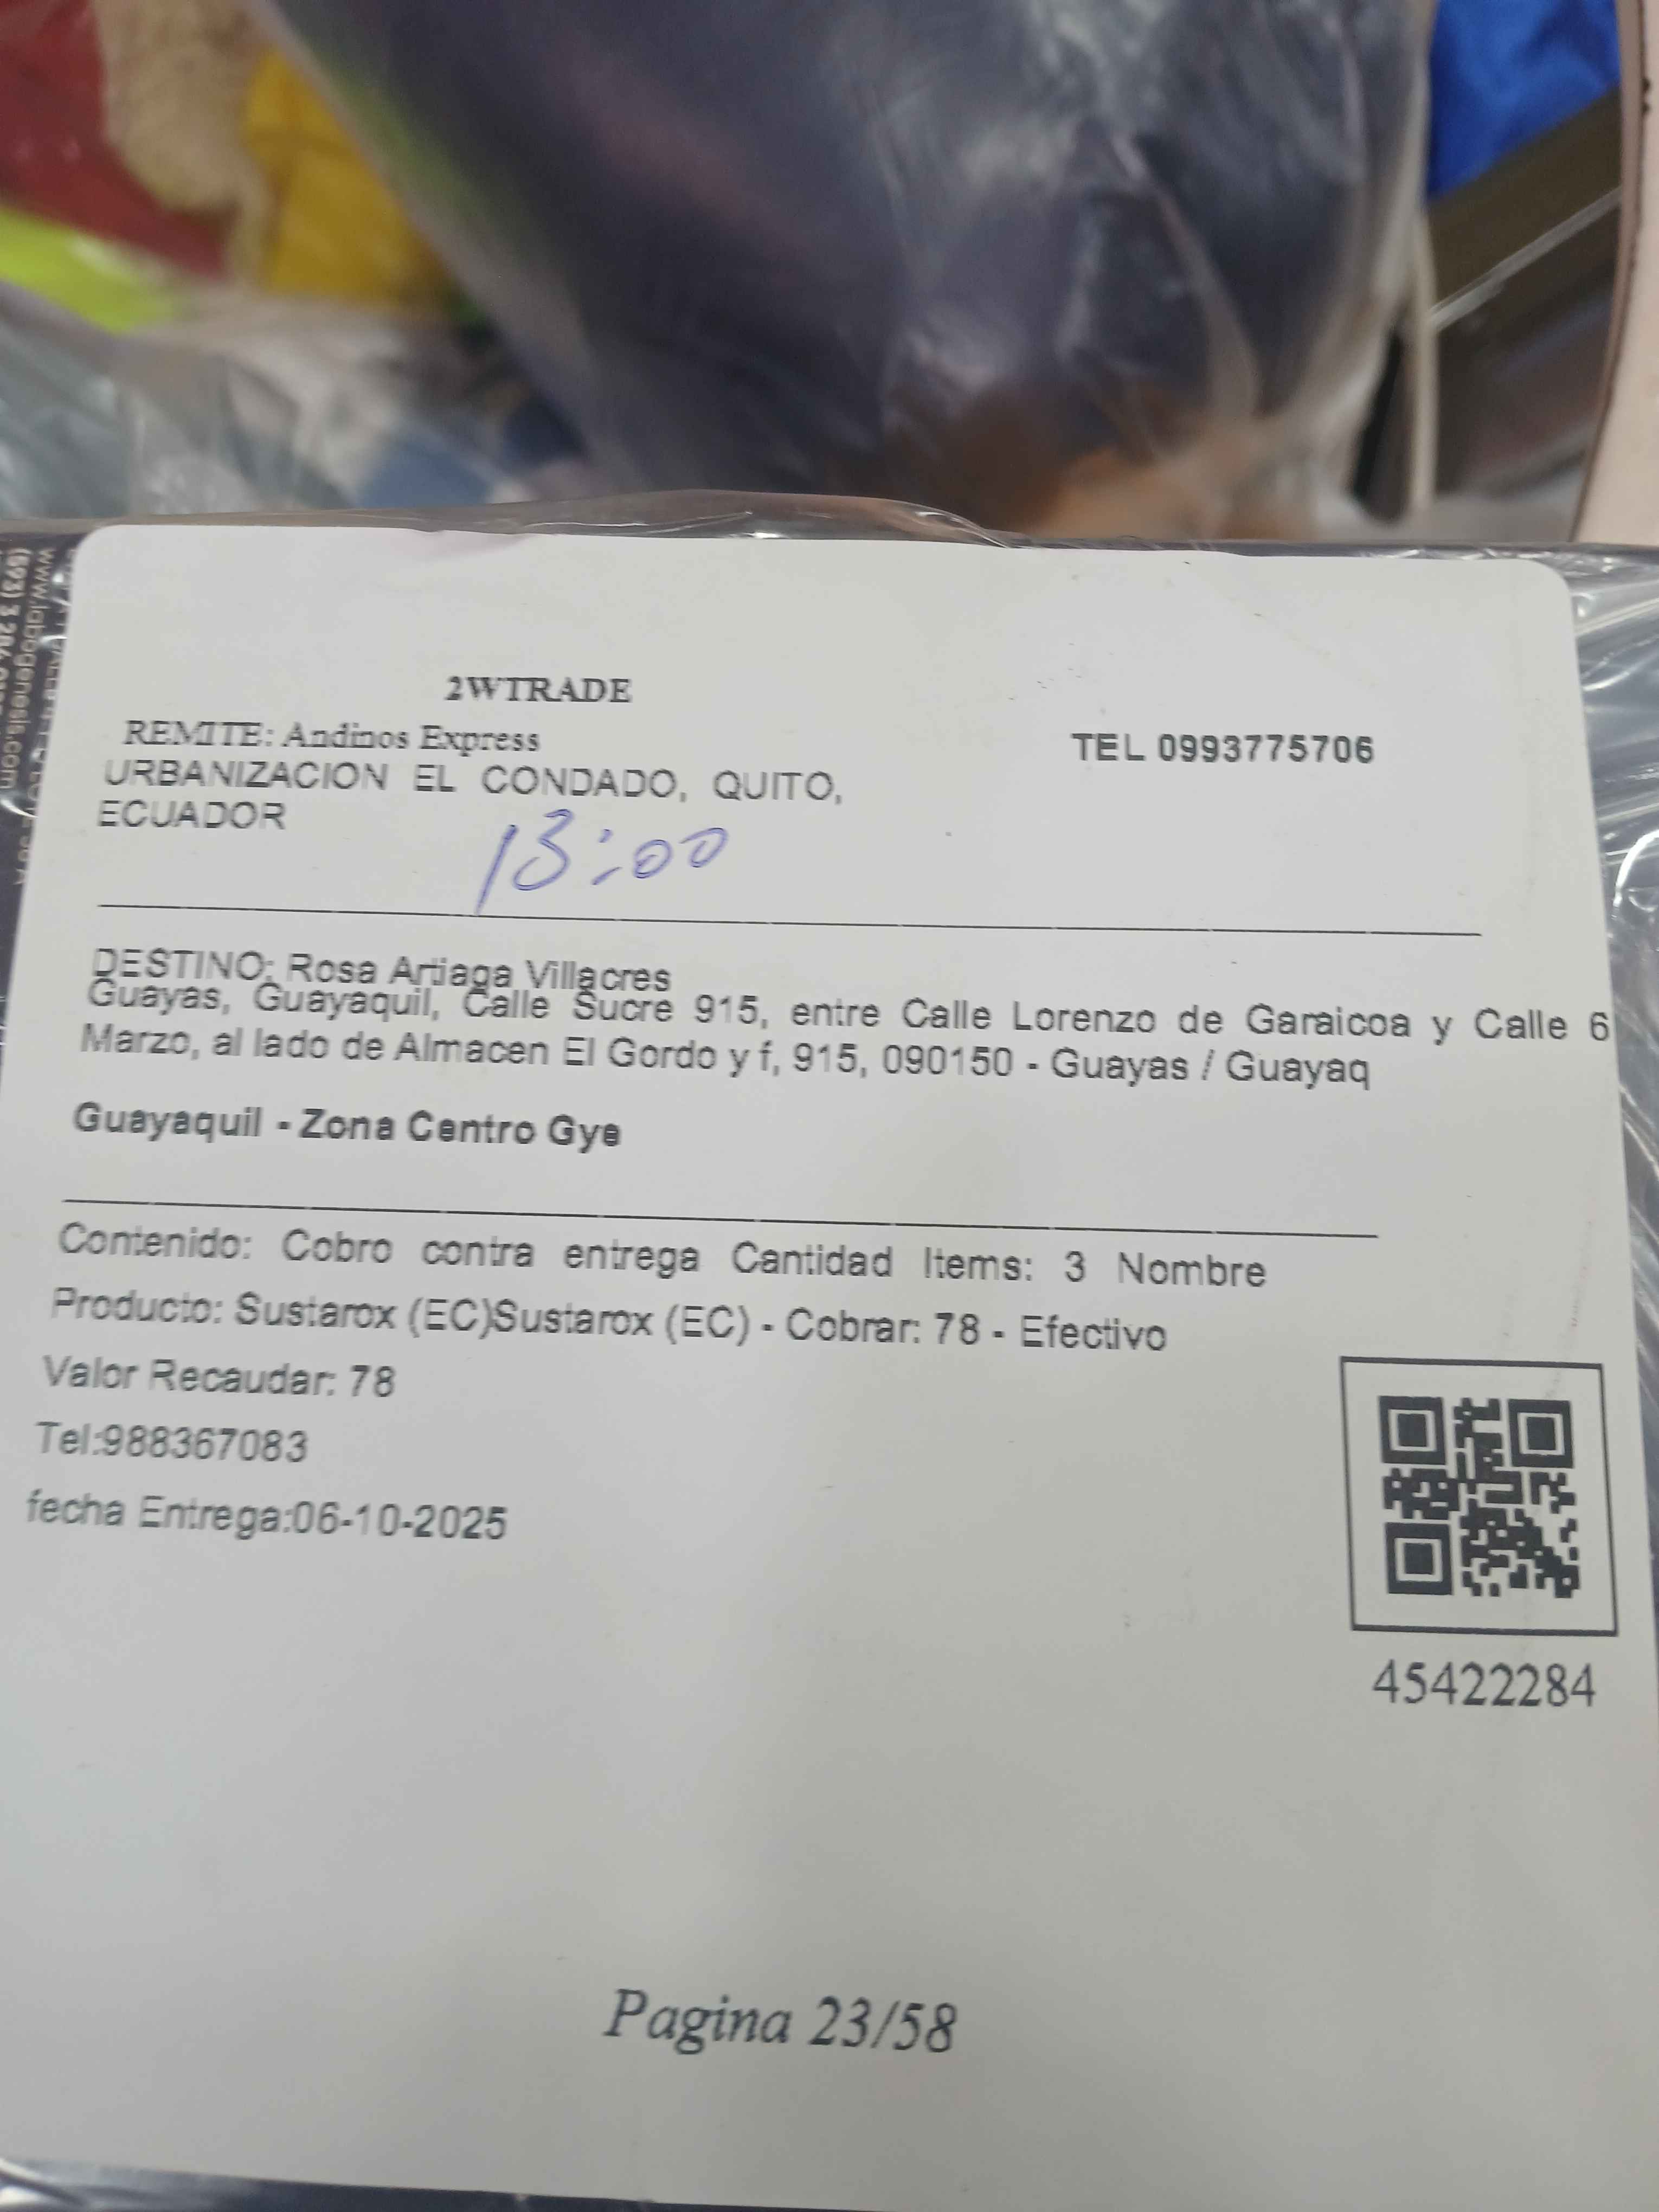 2WTRADE
REMITE: Andinos Express
TEL 0993775706
URBANIZACION EL CONDADO, QUITO,
ECUADOR
13:00
DESTINO: Rosa Artiaga Villacres
Guayas, Guayaquil, Calle Sucre 915, entre Calle Lorenzo de Garaicoa y Calle 6
Marzo, al lado de Almacen El Gordo y f, 915, 090150 - Guayas / Guayaq
Guayaquil - Zona Centro Gye
Contenido: Cobro contra entrega Cantidad Items: 3 Nombre
Producto: Sustarox (EC)Sustarox (EC) - Cobrar: 78 - Efectivo
Valor Recaudar: 78
Tel:988367083
fecha Entrega:06-10-2025
45422284
Pagina 23/58
www.labogenesis.com